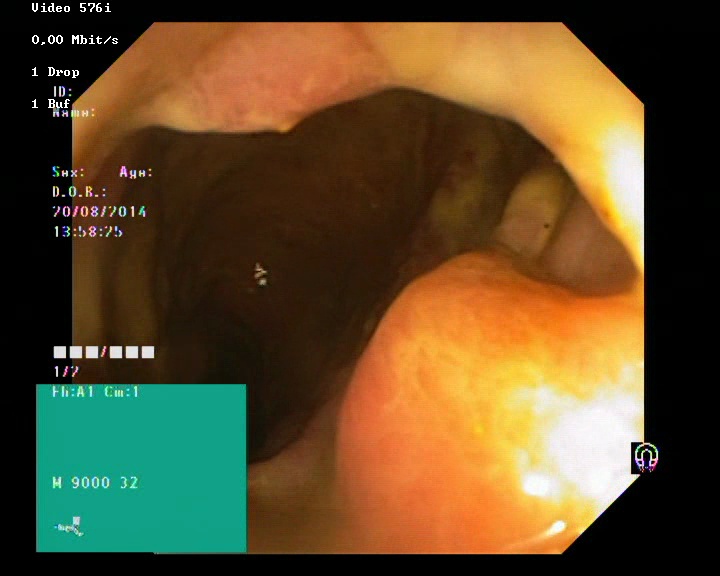 Video 576i
0,00 Mbit/s
1 Drop
ID:
1 Buf
Name:
Sex: Age:
D.O.B.:
20/08/2014
13:58:25
/
1/2
Eh:A1 Cm:1
M 9000 32